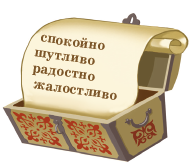 спокойно
шутливо
радостно
жалостливо